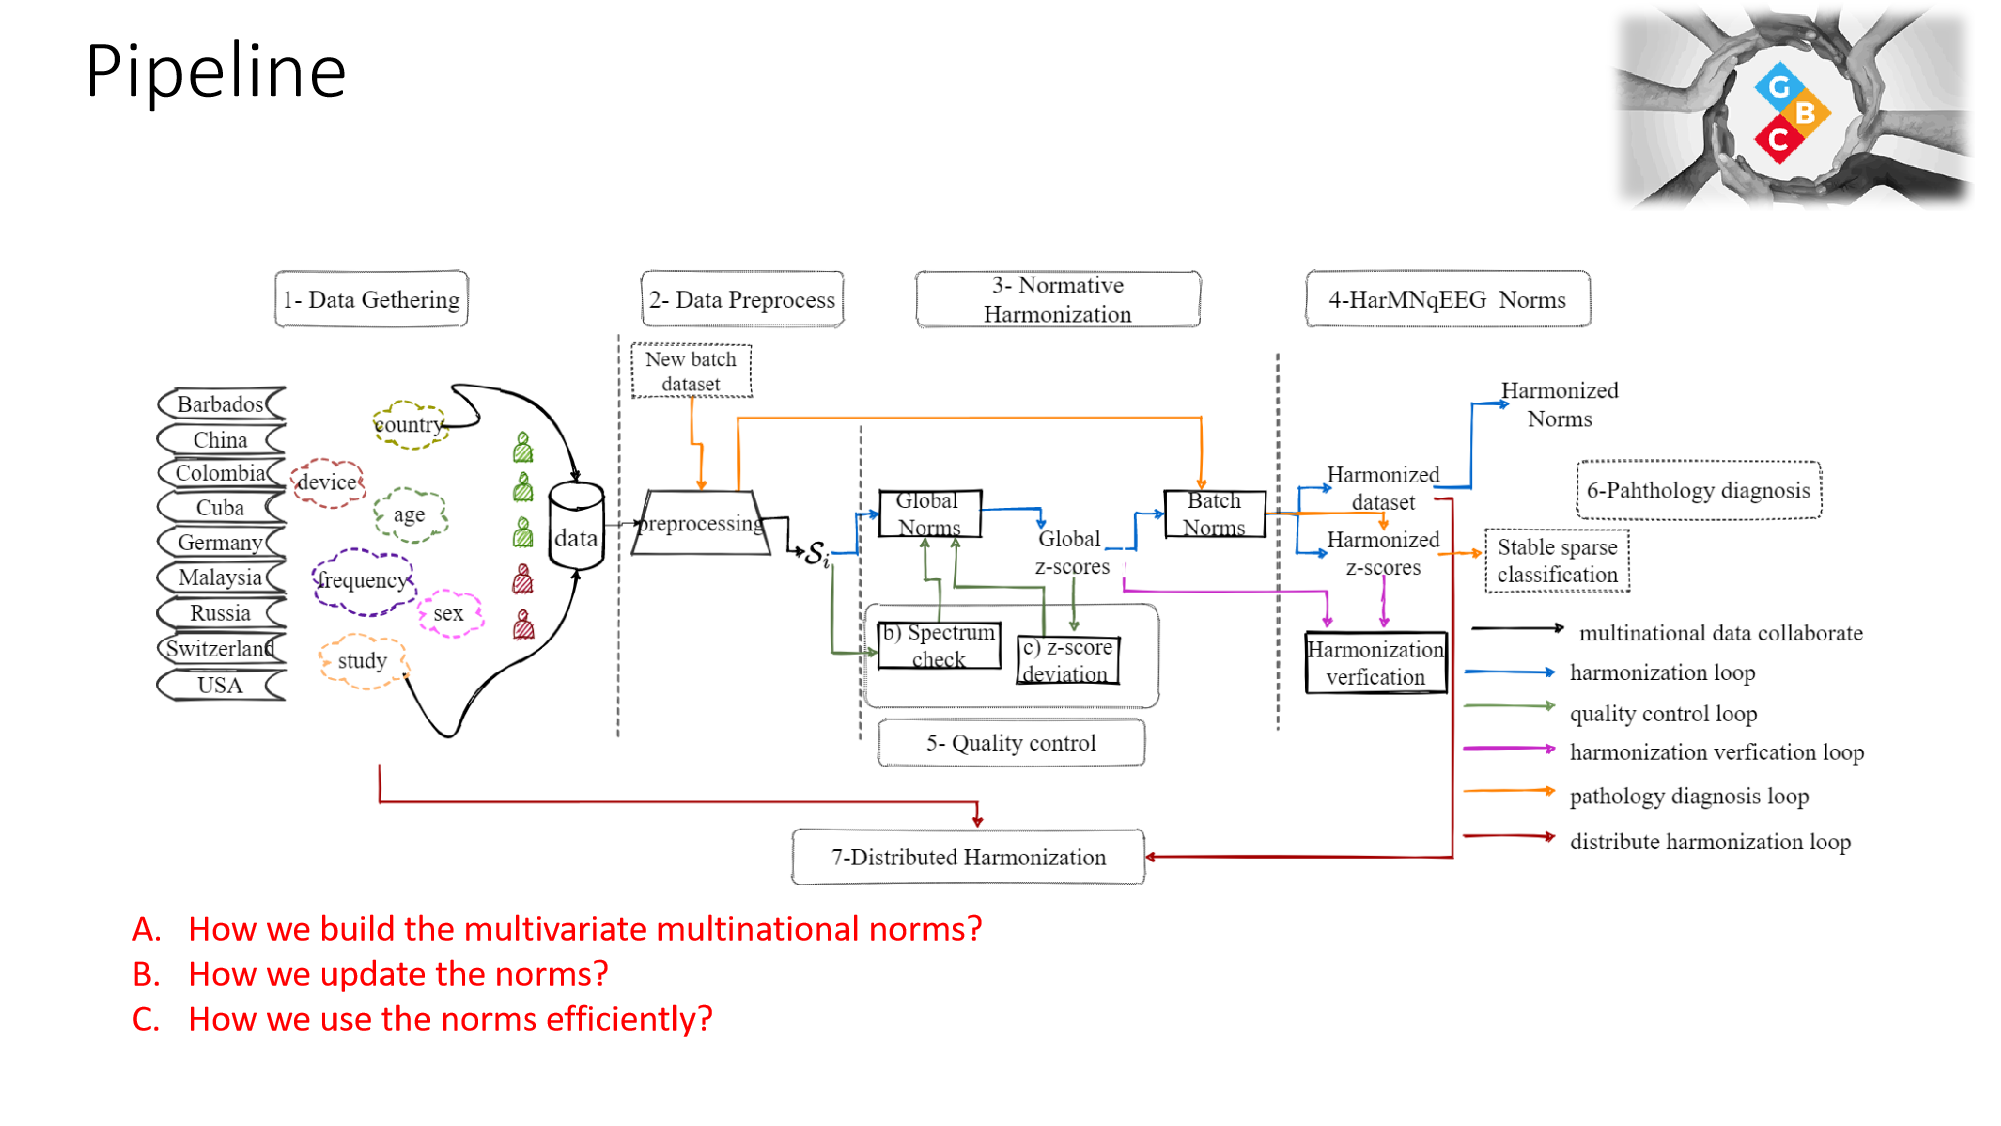 Pipeline
G
B
C
1- Data Gethering
2- Data Preprocess
3- Normative
Harmonization
4-HarMNqEEG Norms
New batch
dataset
Barbados
China
Colombia
Cuba
Germany
Malaysia
Russia
Switzerland
USA
country
device
age
frequency
sex
study
data
preprocessing
𝒮i
Global
Norms
Global
z-scores
Batch
Norms
b) Spectrum
check
c) z-score
deviation
5- Quality control
Harmonized
dataset
Harmonized
z-scores
Harmonization
verfication
Harmonized
Norms
6-Pahthology diagnosis
Stable sparse
classification
multinational data collaborate
harmonization loop
quality control loop
harmonization verfication loop
pathology diagnosis loop
distribute harmonization loop
7-Distributed Harmonization
A. How we build the multivariate multinational norms?
B. How we update the norms?
C. How we use the norms efficiently?